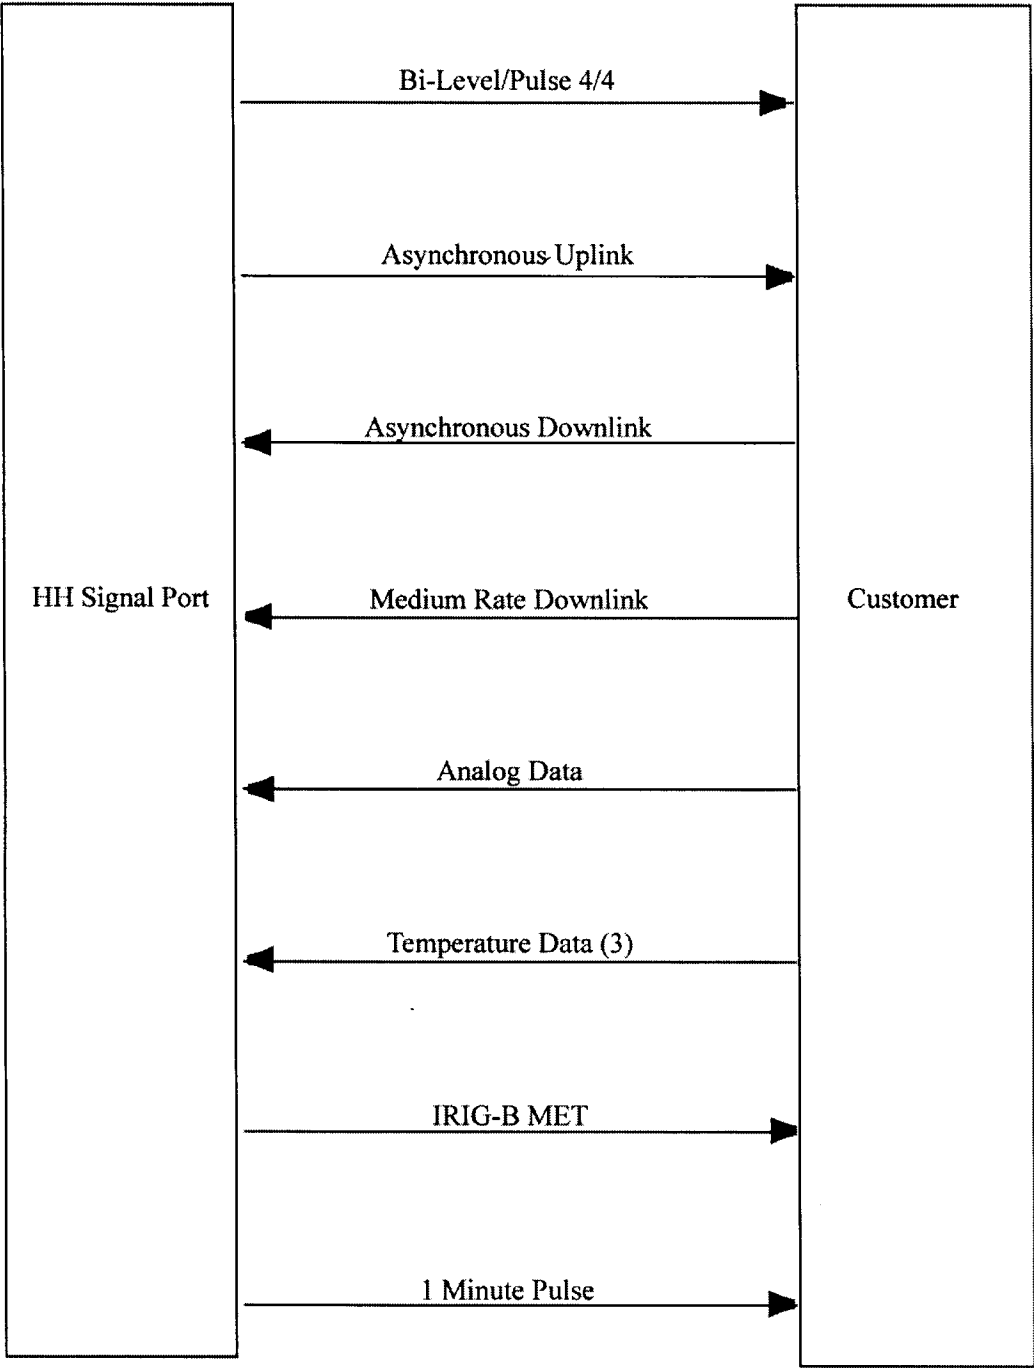 Bi-Level/Pulse 4/4
Asynchronous Uplink
Asynchronous Downlink
HH Signal Port
Medium Rate Downlink
Customer
Analog Data
Temperature Data (3)
IRIG-B MET
1 Minute Pulse